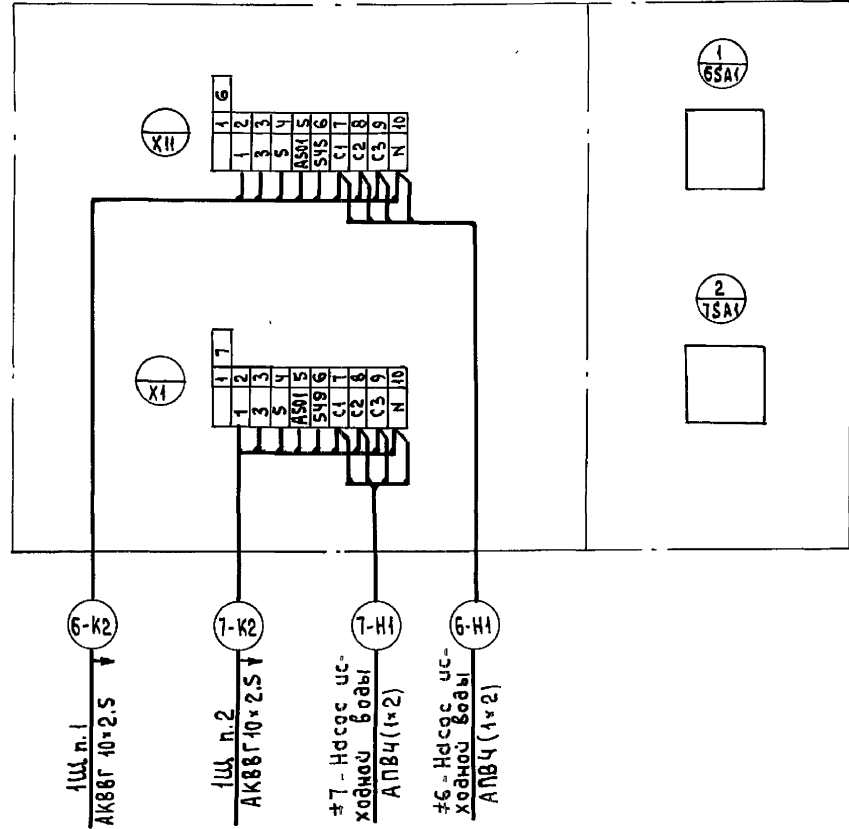 1
6SA1
XII
1 6
1 2
3 3
5 4
A501 5
545 6
C1 7
C2 8
C3 9
N 10
2
7SA1
X1
1 7
1 2
3 3
5 4
A501 5
549 6
C1 7
C2 8
C3 9
N 10
6-К2
7-К2
7-Н1
6-Н1
1Щ п.1
АКВВГ 10×2.5
1Щ п.2
АКВВГ 10×2.5
#7 - Насос ис-
ходной воды
АПВ4(1×2)
#6 - Насос ис-
ходной воды
АПВ4(1×2)